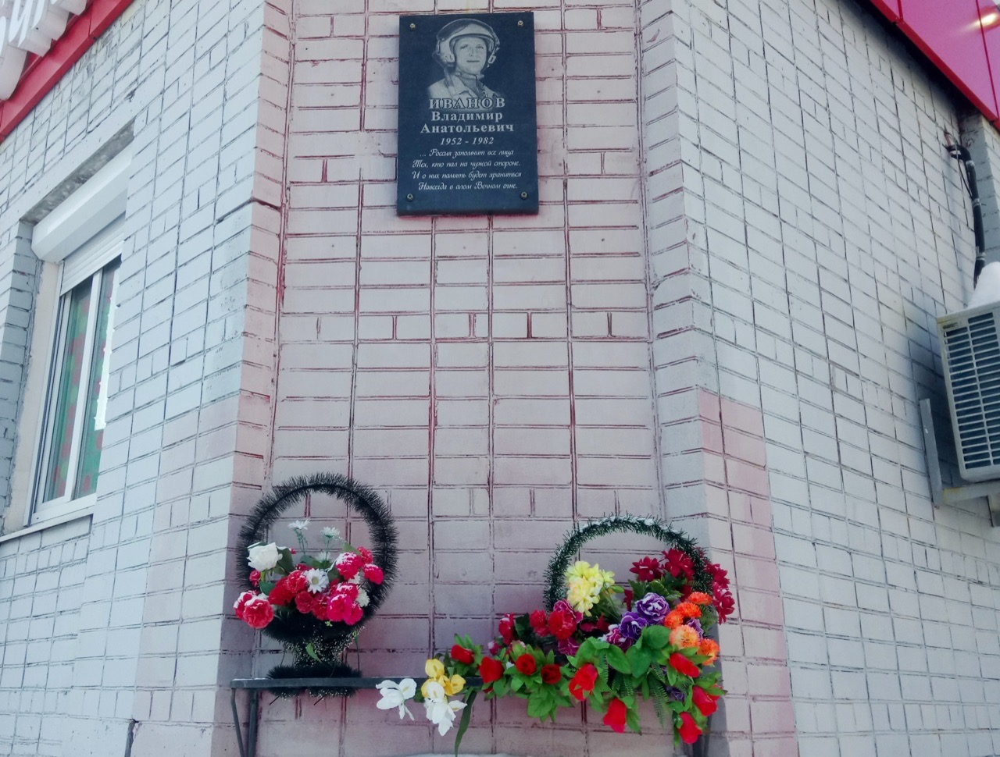 ИВАНОВ
Владимир
Анатольевич
1952 - 1982
... Россия запомнит все лица
Тех, кто пал на чужой стороне.
И о них память будет храниться
Навсегда в алом Вечном огне.